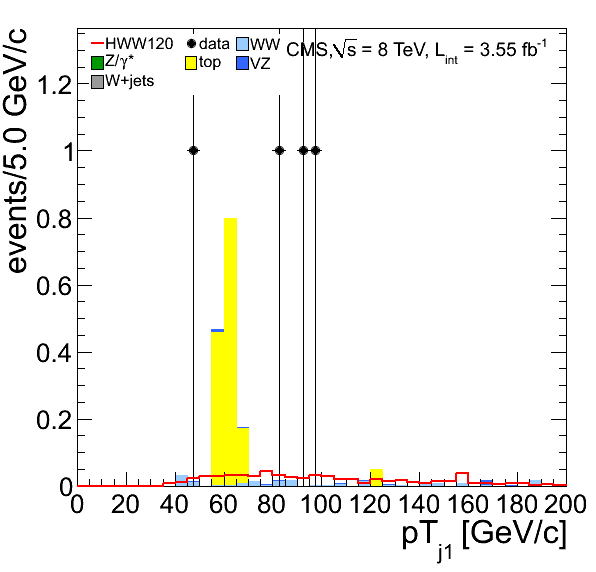 HWW120 data WW
Z/γ* top VZ
W+jets
CMS,√s = 8 TeV, L_int = 3.55 fb⁻¹
events/5.0 GeV/c
1.2
1
0.8
0.6
0.4
0.2
0
0 20 40 60 80 100 120 140 160 180 200
pT_j1 [GeV/c]